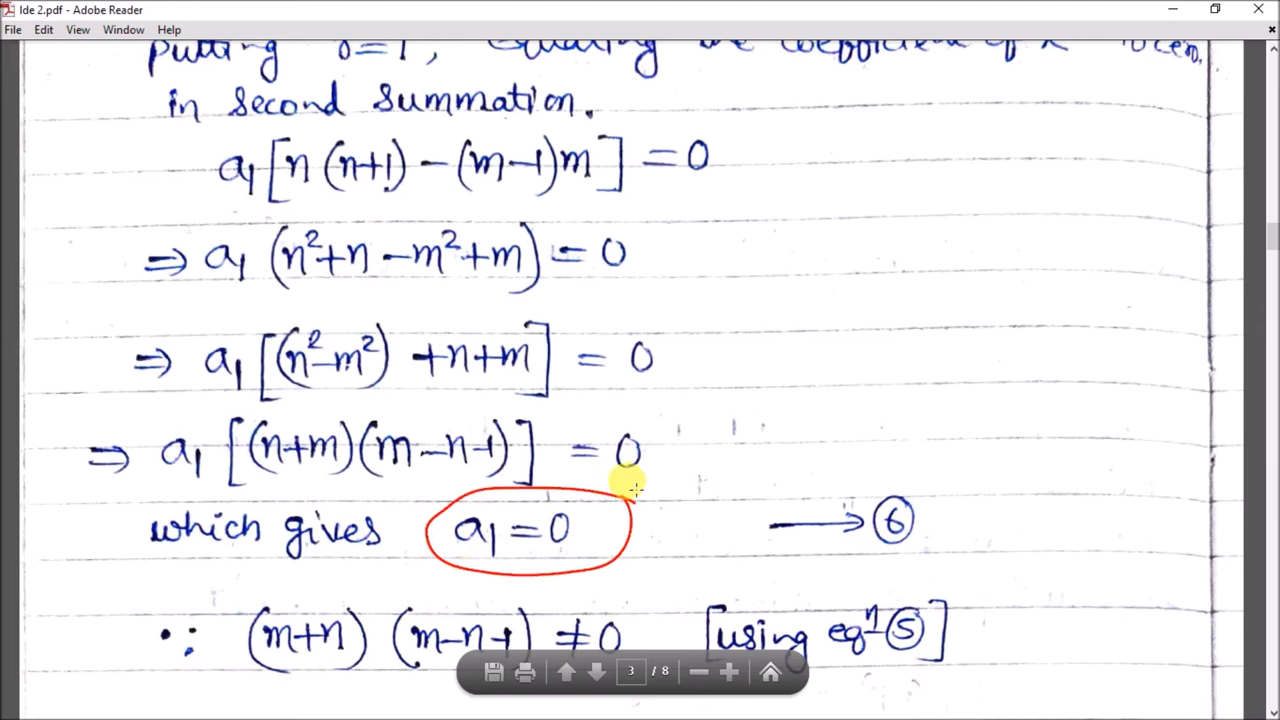 Ide 2.pdf - Adobe Reader
File Edit View Window Help
putting
in second summation.
a₁[n(n+1) − (m−1)m] = 0
⇒ a₁ (n²+n −m²+m) = 0
⇒ a₁ [(n²−m²) +n+m] = 0
⇒ a₁ [(n+m)(m−n−1)] = 0
which gives a₁ = 0 → ⑥
∵ (m+n) (m−n−1) ≠ 0 [using eqⁿ ⑤]
3 / 8